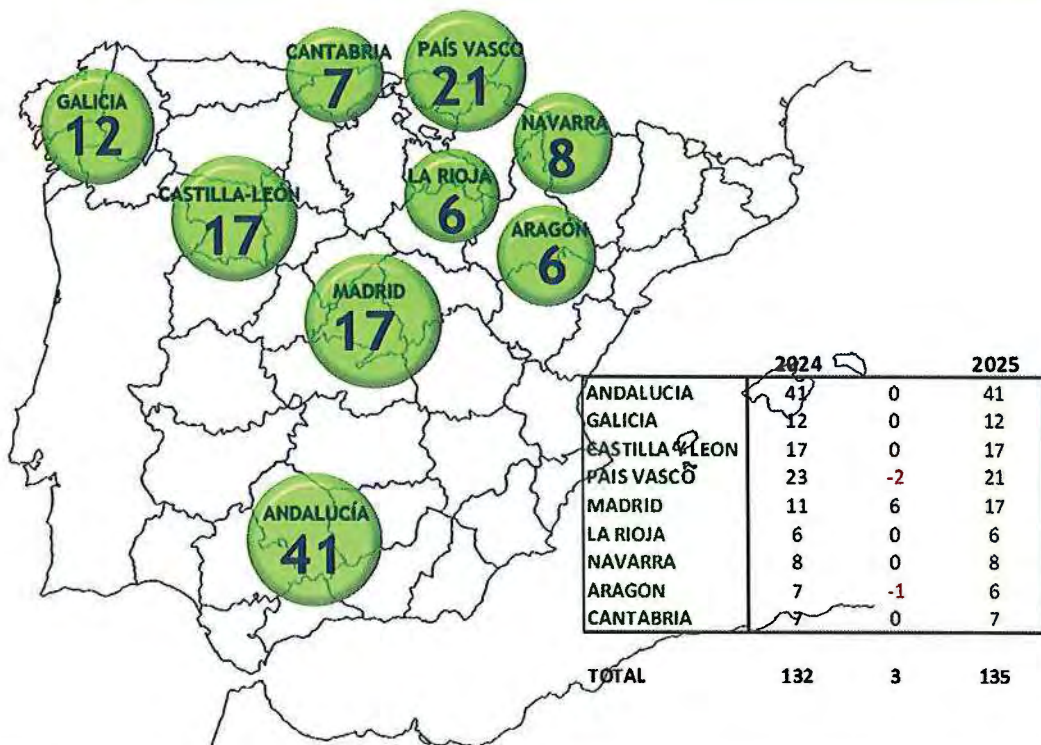 CANTABRIA
7
PAÍS VASCO
21
GALICIA
12
NAVARRA
8
LA RIOJA
6
CASTILLA-LEÓN
17
ARAGÓN
6
MADRID
17
ANDALUCÍA
41
2024 2025
ANDALUCIA 41 0 41
GALICIA 12 0 12
CASTILLA Y LEON 17 0 17
PAIS VASCO 23 -2 21
MADRID 11 6 17
LA RIOJA 6 0 6
NAVARRA 8 0 8
ARAGON 7 -1 6
CANTABRIA 7 0 7
TOTAL 132 3 135